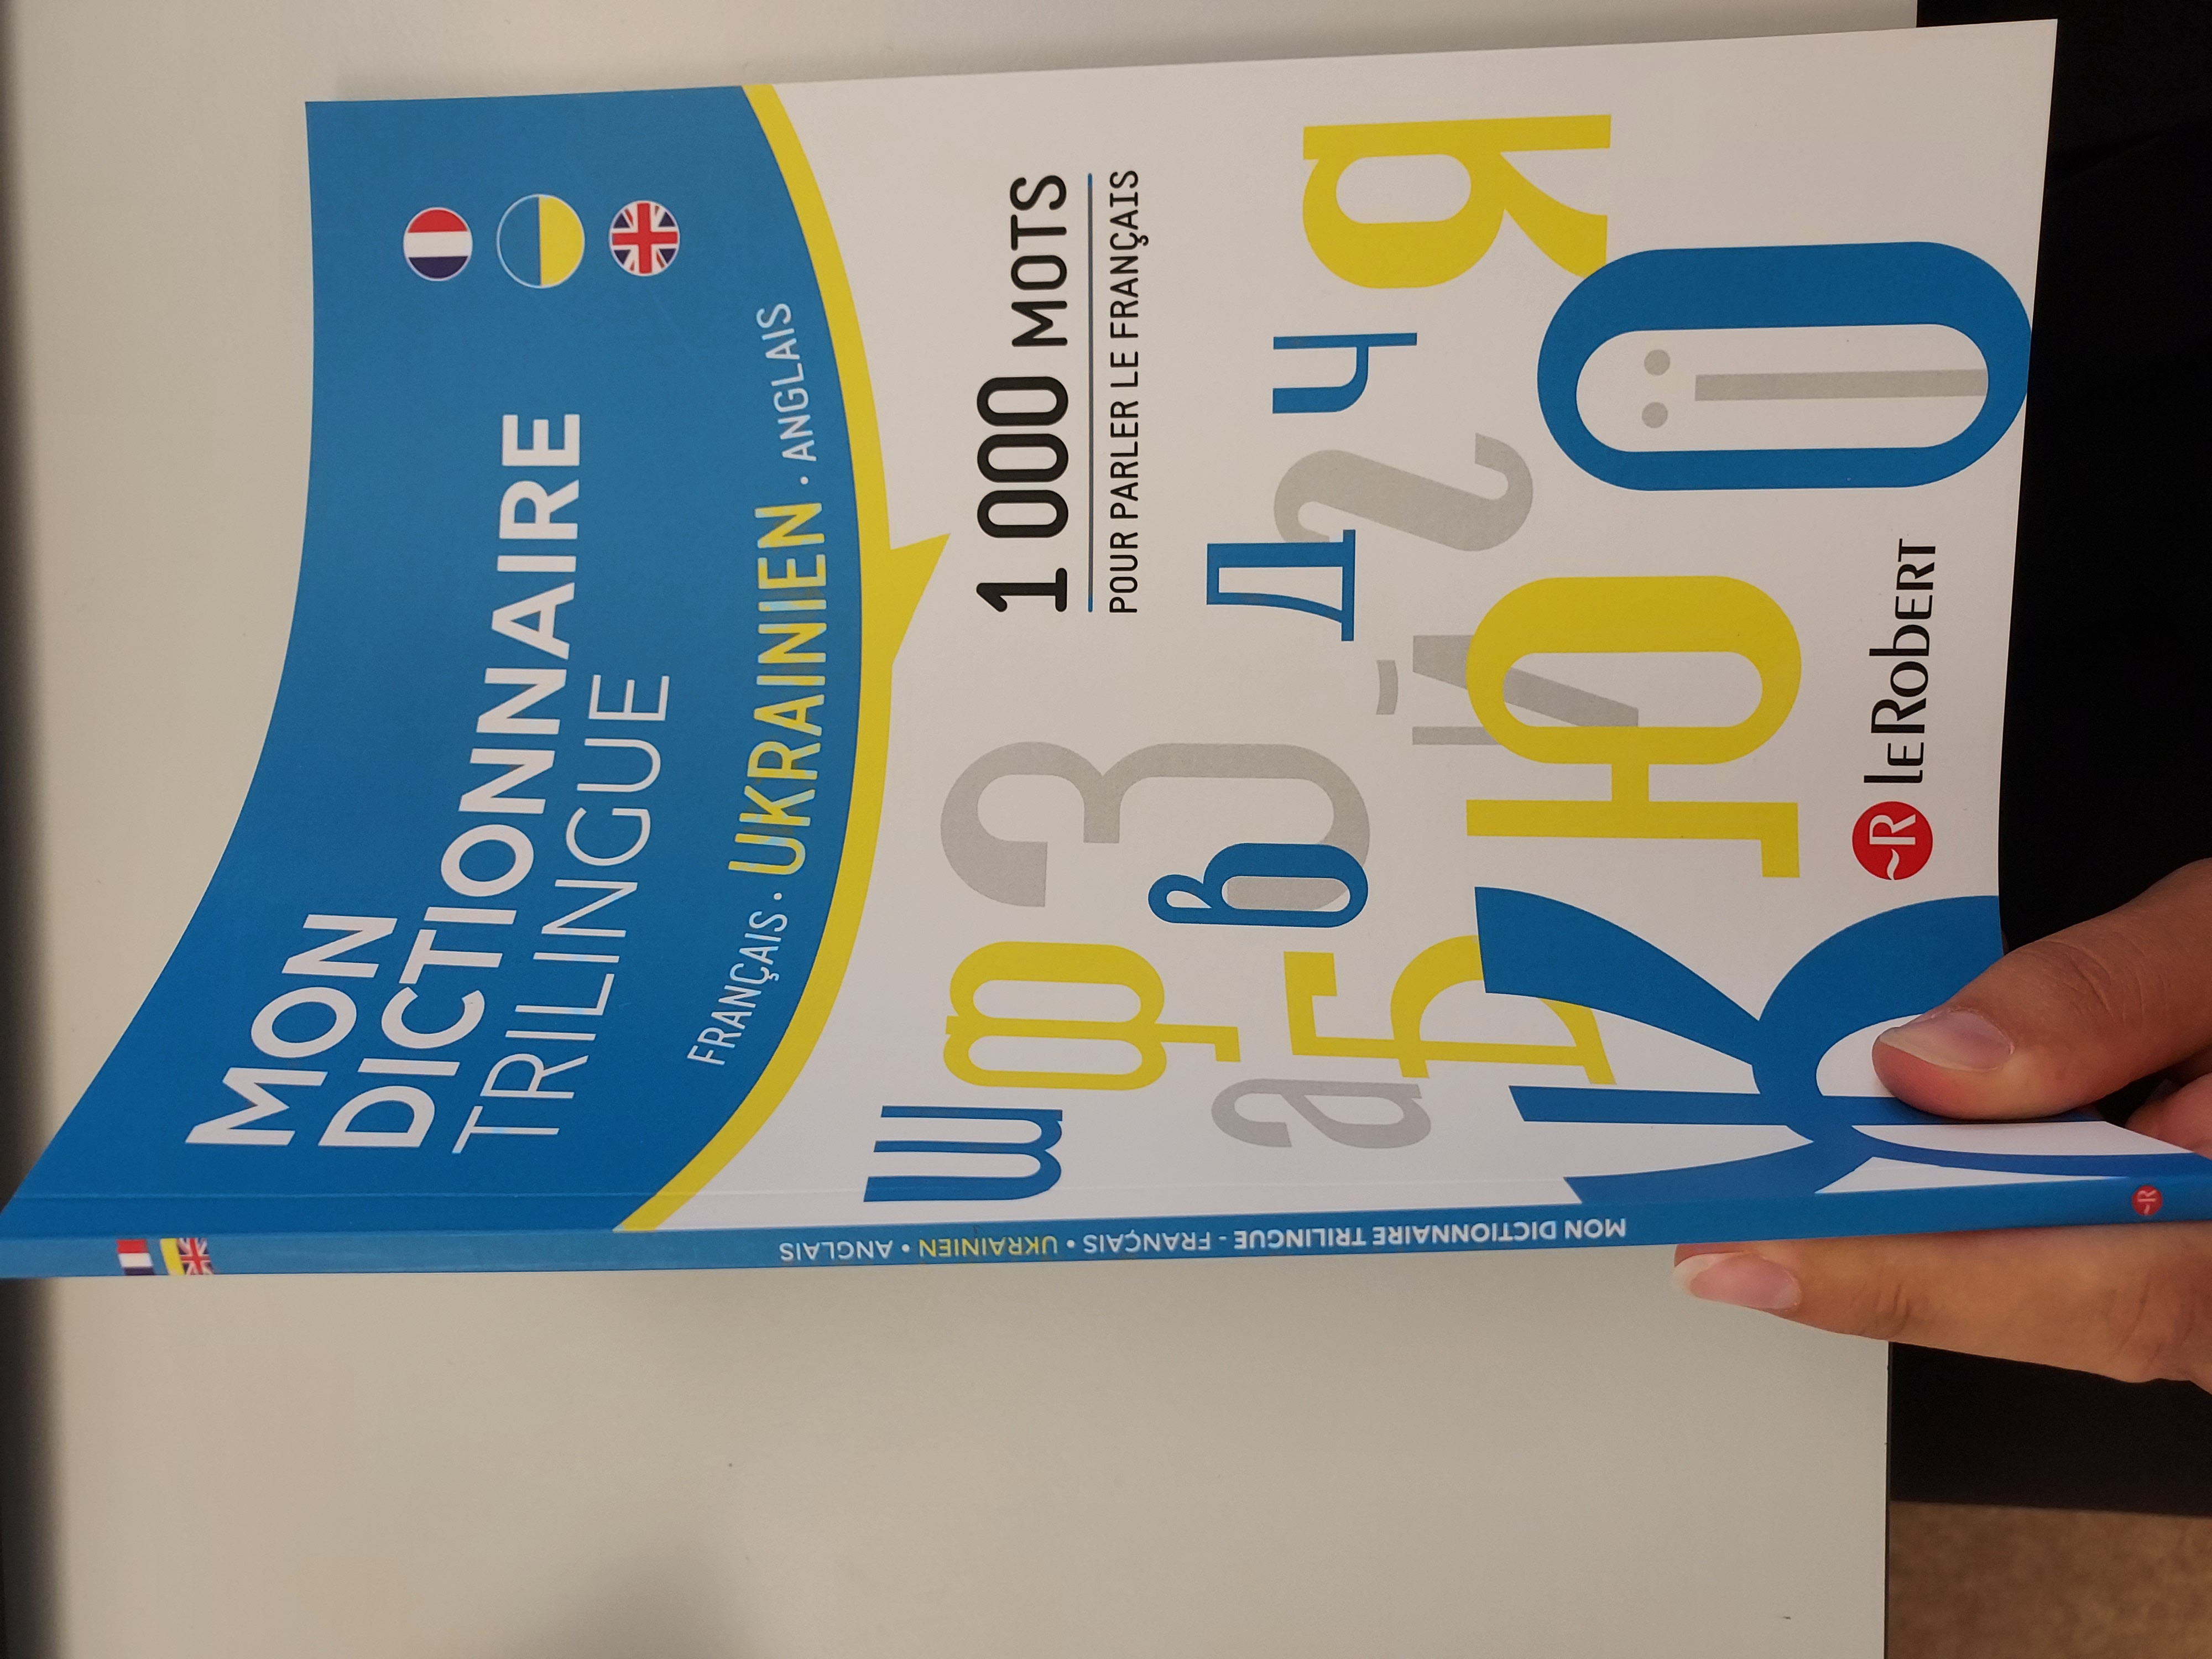 MON
DICTIONNAIRE
TRILINGUE
FRANÇAIS . UKRAINIEN . ANGLAIS
1 000 MOTS
POUR PARLER LE FRANÇAIS
ш
ф
З
в
а
Б
Д
г
ч
я
й
Ц
Ю
ї
О
Ж
R
LE ROBERT
MON DICTIONNAIRE TRILINGUE - FRANÇAIS • UKRAINIEN • ANGLAIS
R